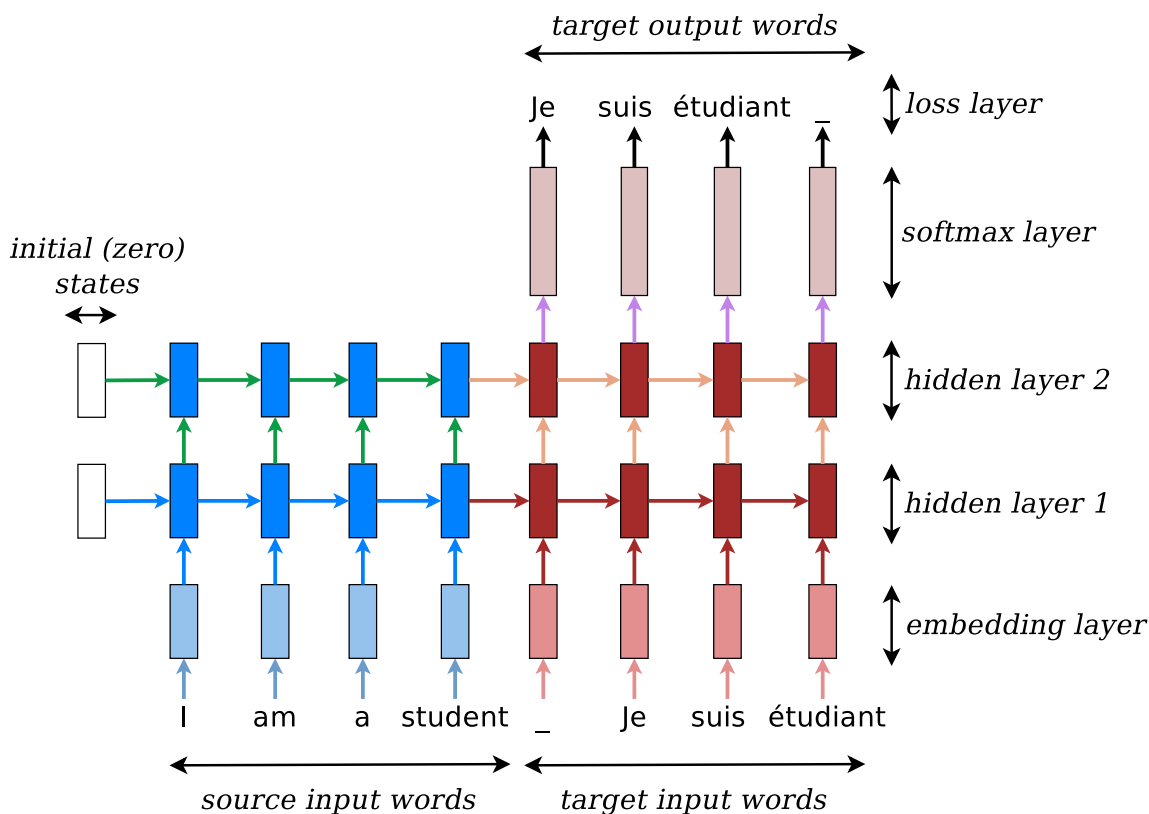 target output words
Je suis étudiant _
loss layer
softmax layer
initial (zero)
states
hidden layer 2
hidden layer 1
embedding layer
I am a student _ Je suis étudiant
source input words
target input words